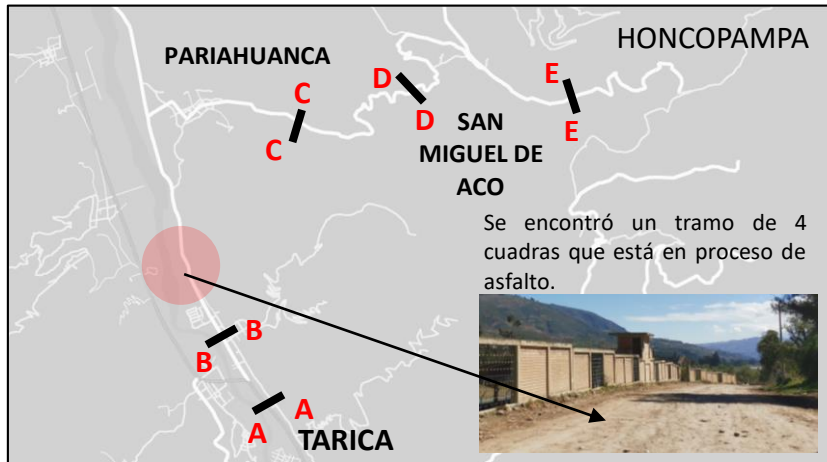 HONCOPAMPA
PARIAHUANCA
C
C
D
D
E
E
SAN
MIGUEL DE
ACO
Se encontró un tramo de 4
cuadras que está en proceso de
asfalto.
B
B
A
A
TARICA